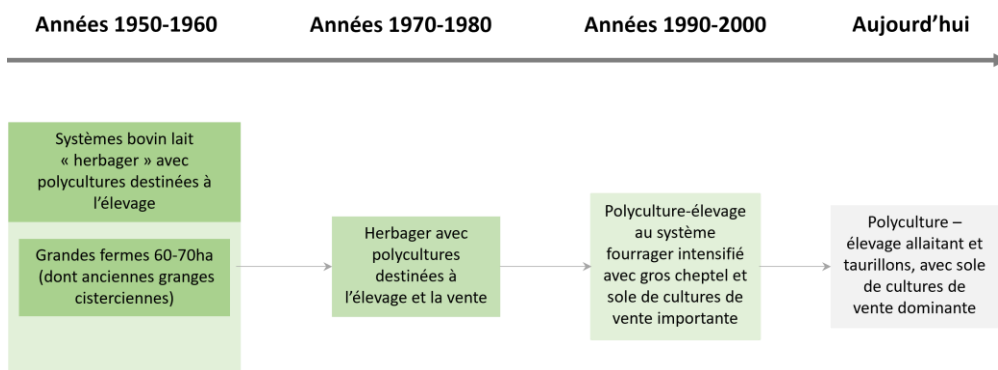 Années 1950-1960
Années 1970-1980
Années 1990-2000
Aujourd’hui
Systèmes bovin lait
« herbager » avec
polycultures destinées à
l’élevage
Grandes fermes 60-70ha
(dont anciennes granges
cisterciennes)
Herbager avec
polycultures
destinées à
l’élevage et la vente
Polyculture-élevage
au système
fourrager intensifié
avec gros cheptel et
sole de cultures de
vente importante
Polyculture –
élevage allaitant et
taurillons, avec sole
de cultures de
vente dominante